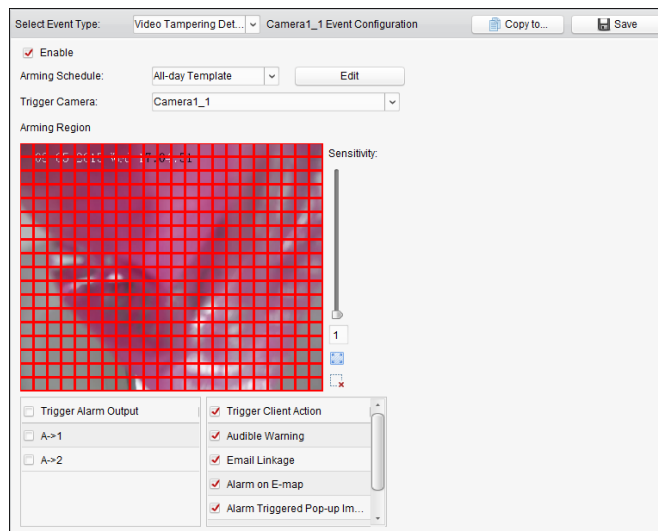 Select Event Type: Video Tampering Det... Camera1_1 Event Configuration Copy to... Save
Enable
Arming Schedule: All-day Template Edit
Trigger Camera: Camera1_1
Arming Region
Sensitivity:
1
Trigger Alarm Output
A->1
A->2
Trigger Client Action
Audible Warning
Email Linkage
Alarm on E-map
Alarm Triggered Pop-up Im...